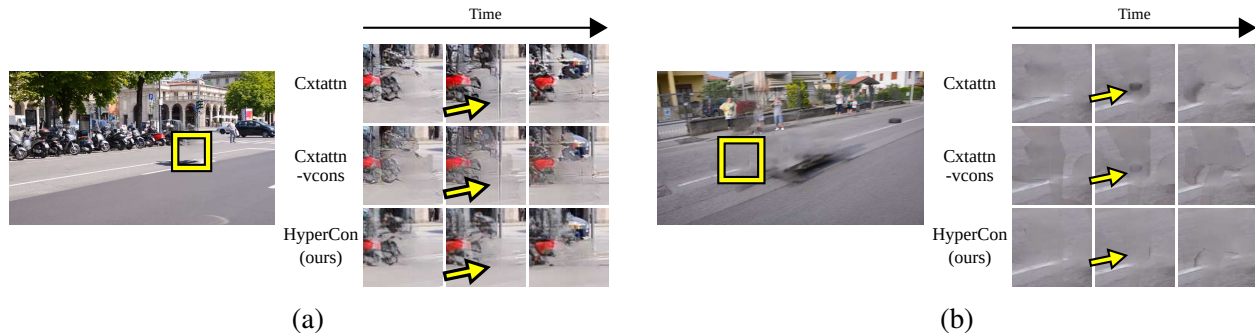 Time
Cxtattn
Cxtattn
-vcons
HyperCon
(ours)
(a)
Time
Cxtattn
Cxtattn
-vcons
HyperCon
(ours)
(b)